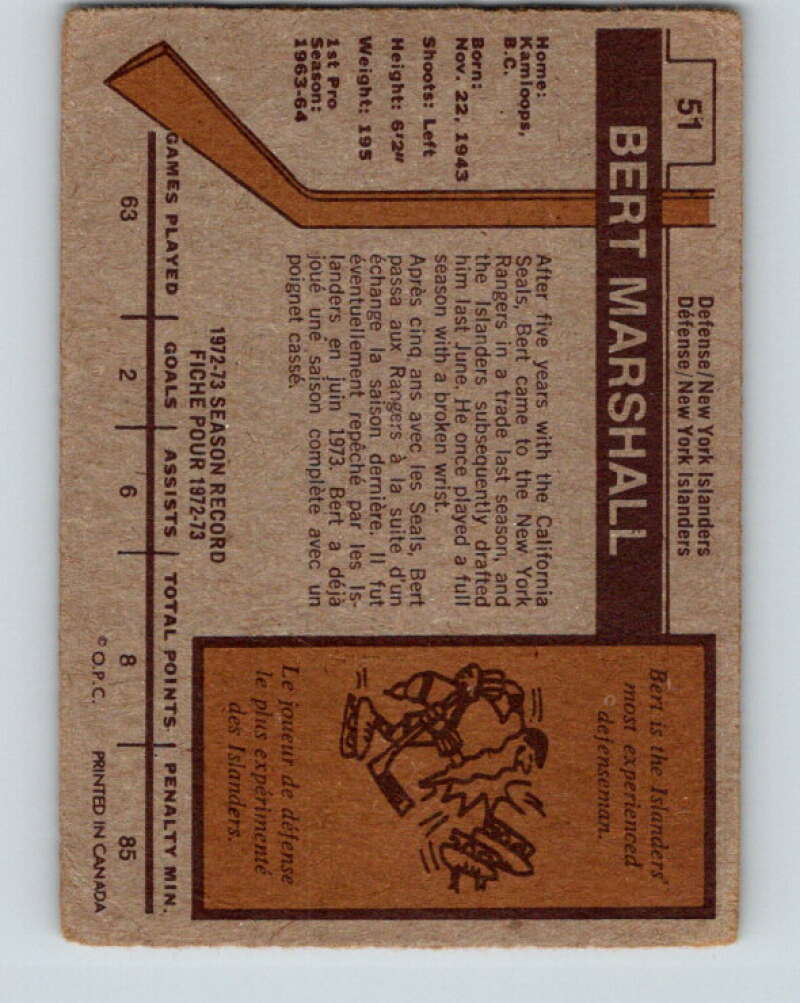 51
Defense/New York Islanders
Défense/New York Islanders
BERT MARSHALL
Home:
Kamloops,
B.C.
Born:
Nov. 22, 1943
Shoots: Left
Height: 6'2"
Weight: 195
1st Pro
Season:
1963-64
After five years with the California
Seals, Bert came to the New York
Rangers in a trade last season, and
the Islanders subsequently drafted
him last June. He once played a full
season with a broken wrist.
Après cinq ans avec les Seals, Bert
passa aux Rangers à la suite d'un
échange la saison dernière. Il fut
éventuellement repêché par les Is-
landers en juin 1973. Bert a déjà
joué une saison complète avec un
poignet cassé.
Bert is the Islanders'
most experienced
defenseman.
Le joueur de défense
le plus expérimenté
des Islanders.
1972-73 SEASON RECORD
FICHE POUR 1972-73
GAMES PLAYED GOALS ASSISTS TOTAL POINTS PENALTY MIN.
63 2 6 8 85
© O.P.C. PRINTED IN CANADA